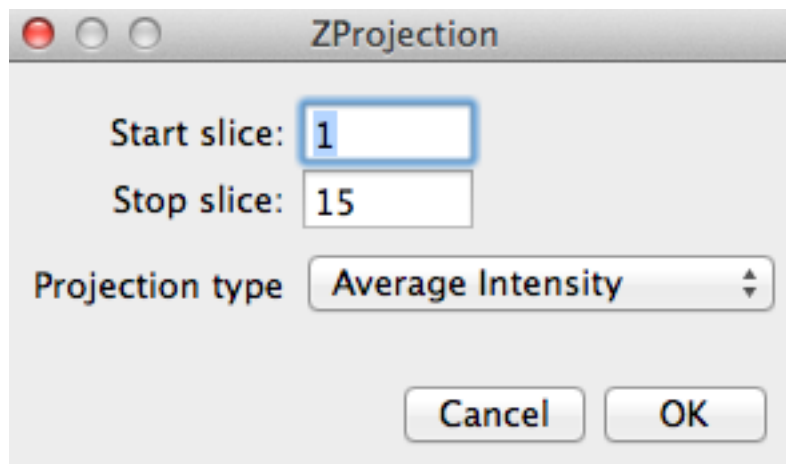 ZProjection
Start slice: 1
Stop slice: 15
Projection type Average Intensity
Cancel OK